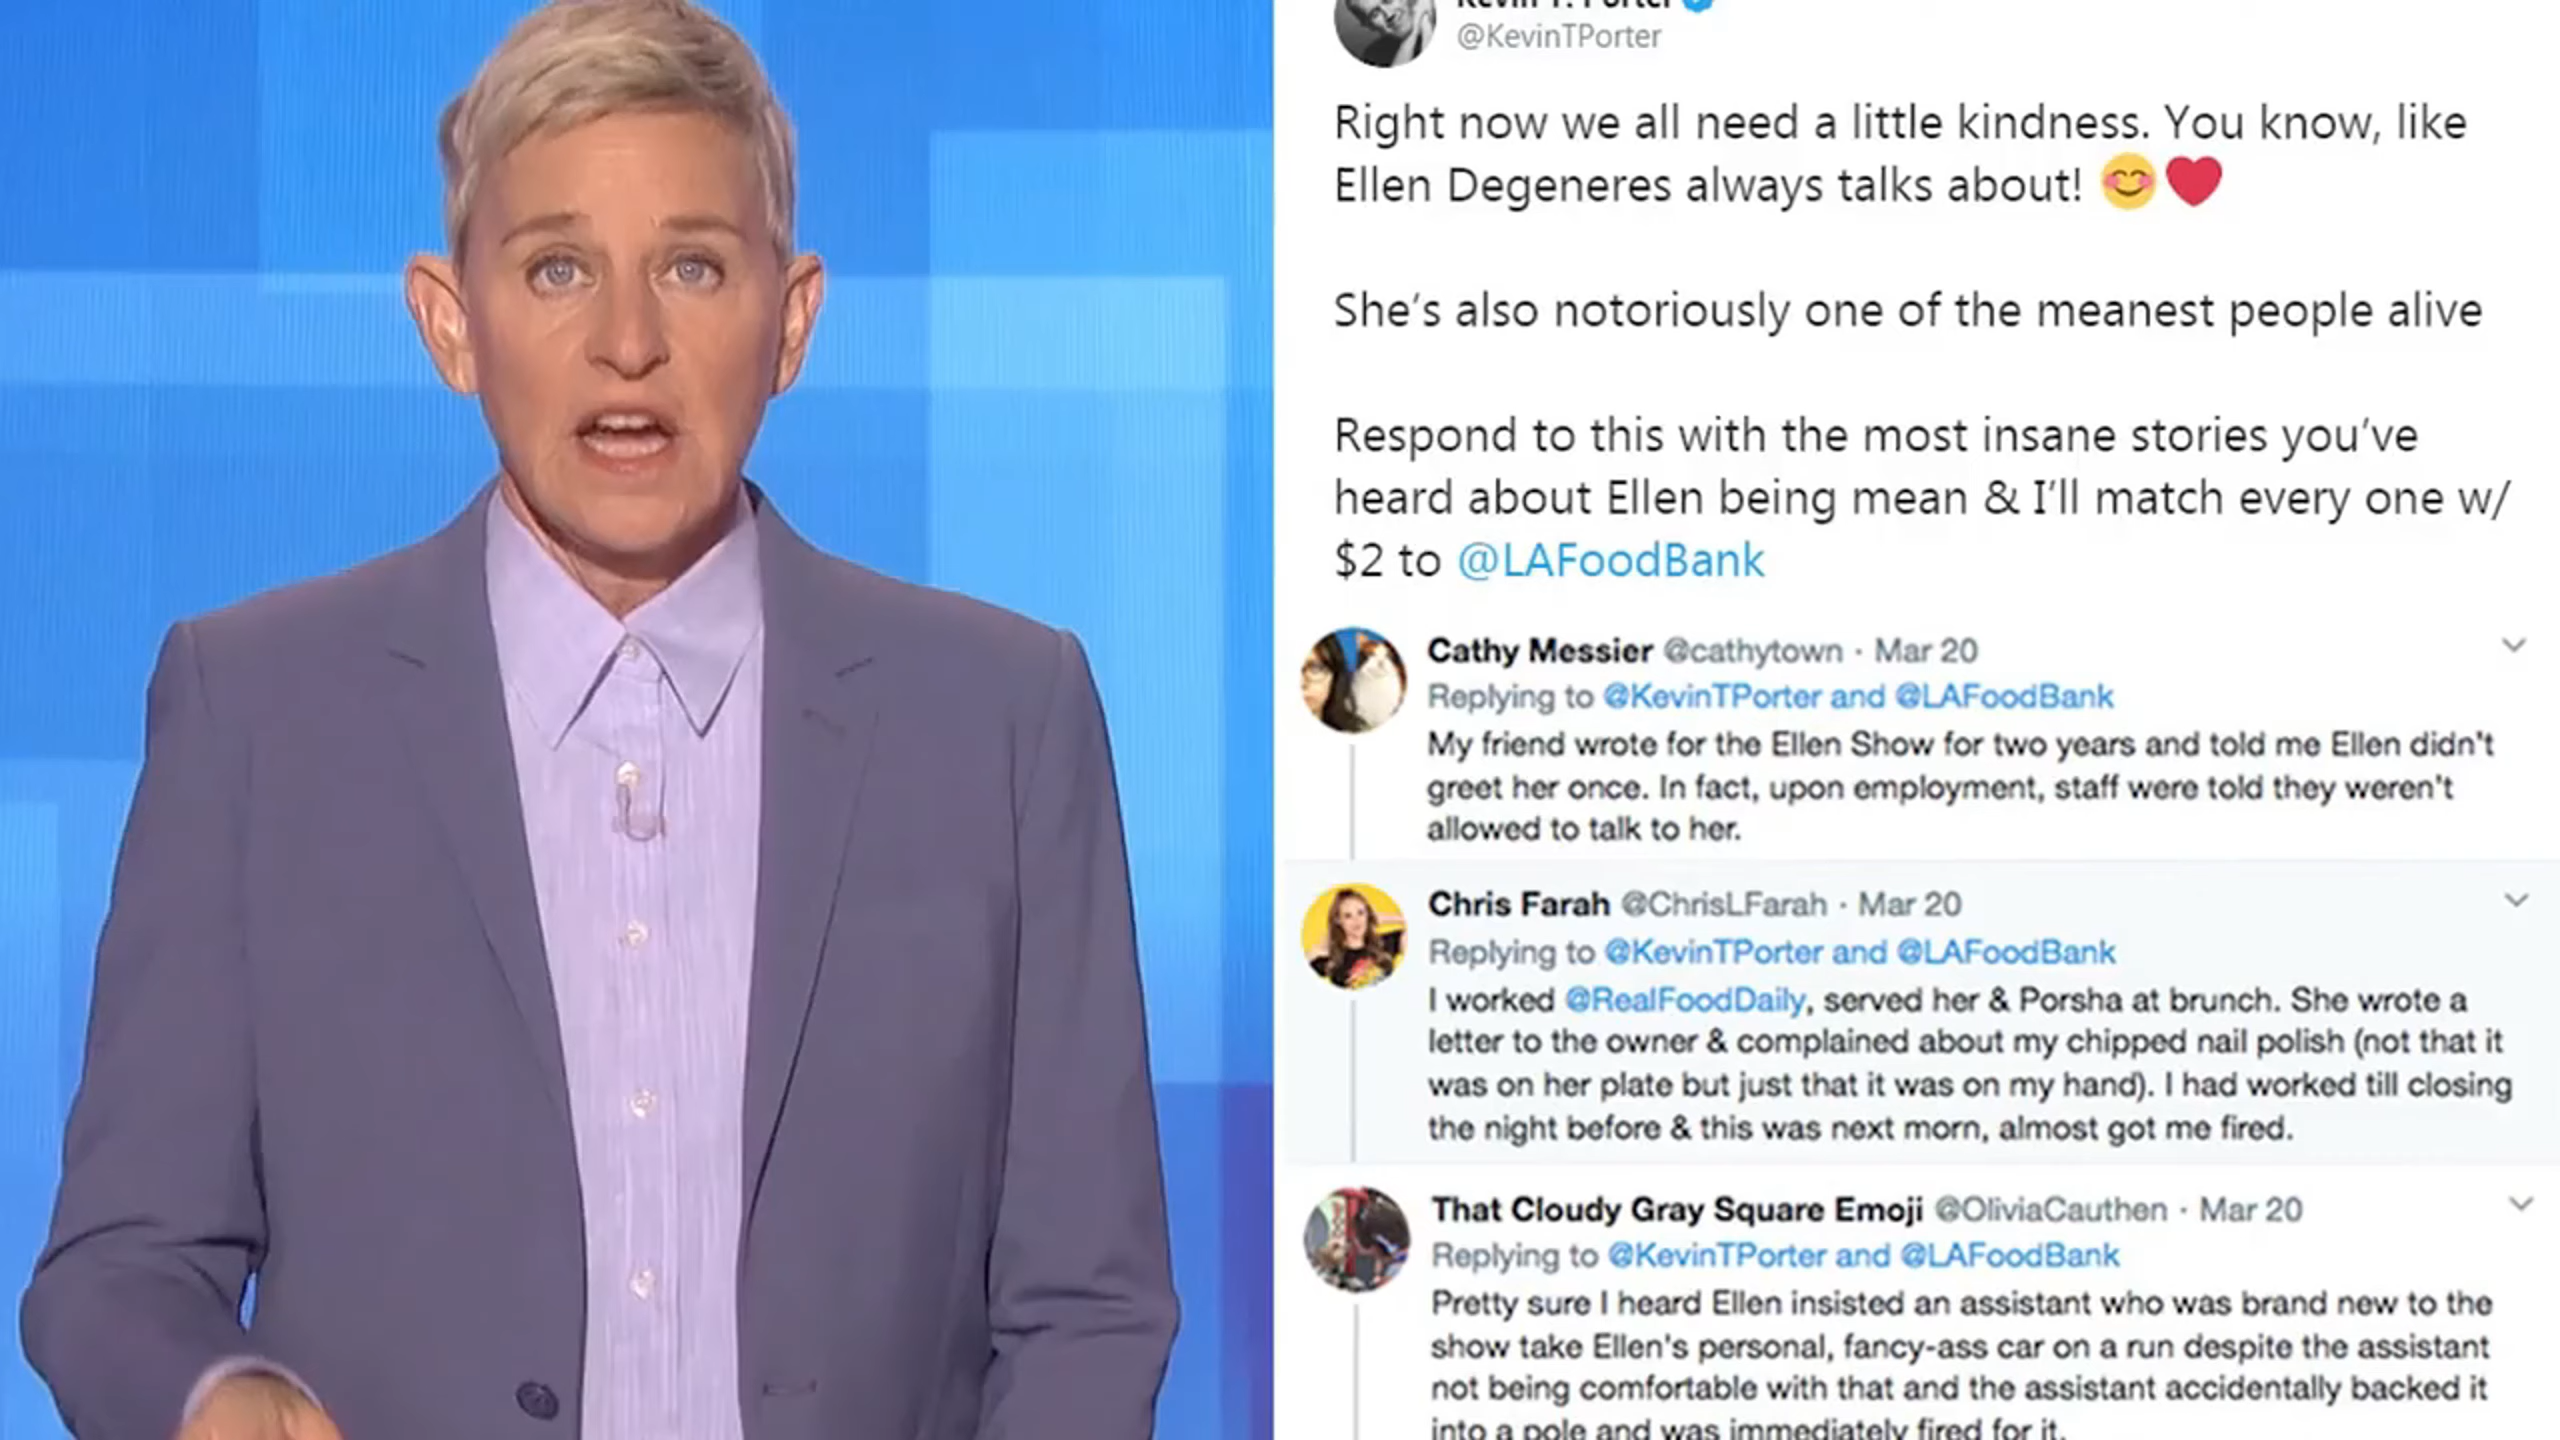 Kevin T. Porter
@KevinTPorter
Right now we all need a little kindness. You know, like
Ellen Degeneres always talks about! 😊❤️
She's also notoriously one of the meanest people alive
Respond to this with the most insane stories you've
heard about Ellen being mean & I'll match every one w/
$2 to @LAFoodBank
Cathy Messier @cathytown · Mar 20
Replying to @KevinTPorter and @LAFoodBank
My friend wrote for the Ellen Show for two years and told me Ellen didn't
greet her once. In fact, upon employment, staff were told they weren't
allowed to talk to her.
Chris Farah @ChrisLFarah · Mar 20
Replying to @KevinTPorter and @LAFoodBank
I worked @RealFoodDaily, served her & Porsha at brunch. She wrote a
letter to the owner & complained about my chipped nail polish (not that it
was on her plate but just that it was on my hand). I had worked till closing
the night before & this was next morn, almost got me fired.
That Cloudy Gray Square Emoji @OliviaCauthen · Mar 20
Replying to @KevinTPorter and @LAFoodBank
Pretty sure I heard Ellen insisted an assistant who was brand new to the
show take Ellen's personal, fancy-ass car on a run despite the assistant
not being comfortable with that and the assistant accidentally backed it
into a pole and was immediately fired for it.